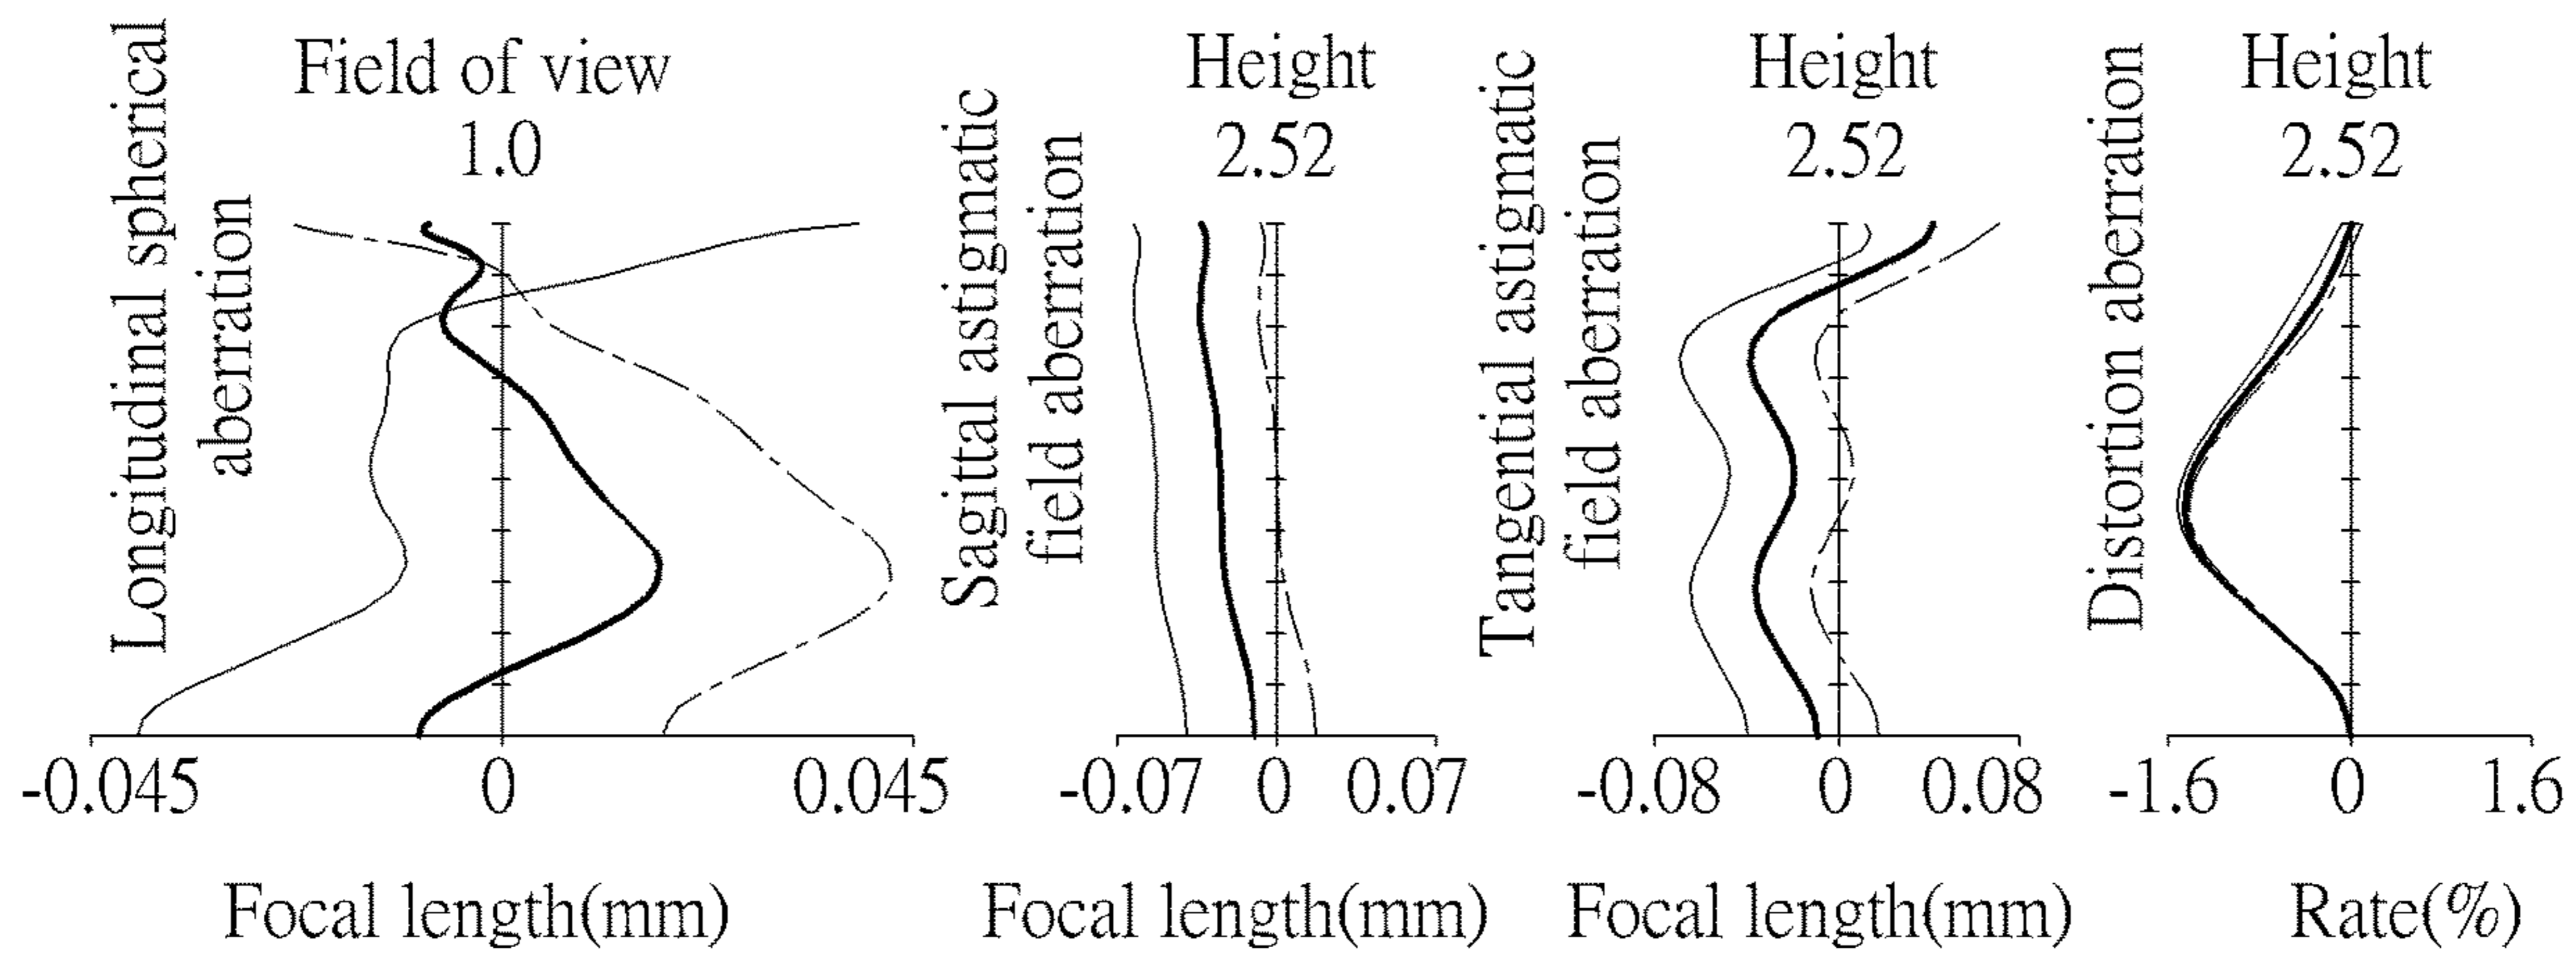 Longitudinal spherical
aberration
Field of view
1.0
-0.045
0
0.045
Focal length(mm)
Sagittal astigmatic
field aberration
Height
2.52
-0.07
0
0.07
Focal length(mm)
Tangential astigmatic
field aberration
Height
2.52
-0.08
0
0.08
Focal length(mm)
Distortion aberration
Height
2.52
-1.6
0
1.6
Rate(%)